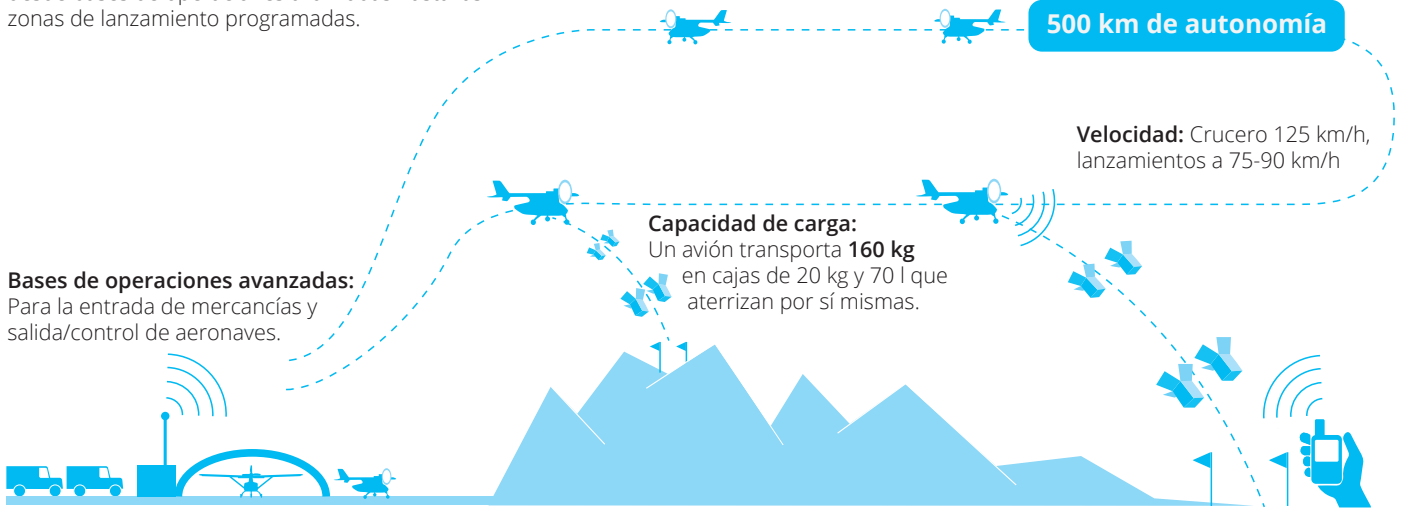 zonas de lanzamiento programadas.
500 km de autonomía
Velocidad: Crucero 125 km/h,
lanzamientos a 75-90 km/h
Capacidad de carga:
Un avión transporta 160 kg
en cajas de 20 kg y 70 l que
aterrizan por sí mismas.
Bases de operaciones avanzadas:
Para la entrada de mercancías y
salida/control de aeronaves.